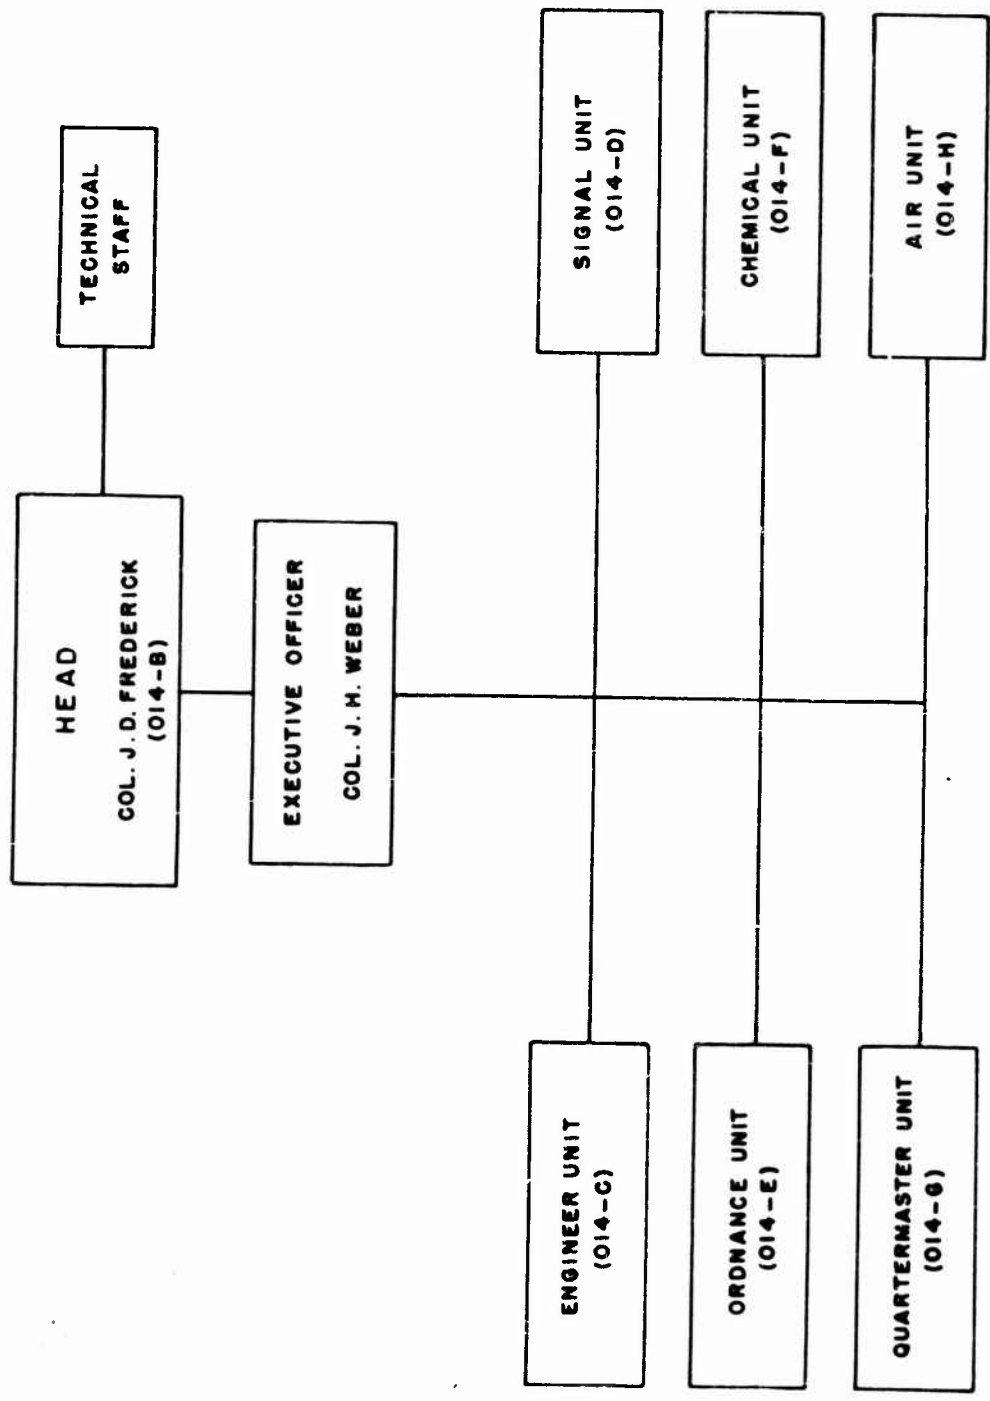 HEAD
COL. J. D. FREDERICK
(014-B)
TECHNICAL
STAFF
EXECUTIVE OFFICER
COL. J. H. WEBER
ENGINEER UNIT
(014-C)
SIGNAL UNIT
(014-D)
ORDNANCE UNIT
(014-E)
CHEMICAL UNIT
(014-F)
QUARTERMASTER UNIT
(014-G)
AIR UNIT
(014-H)